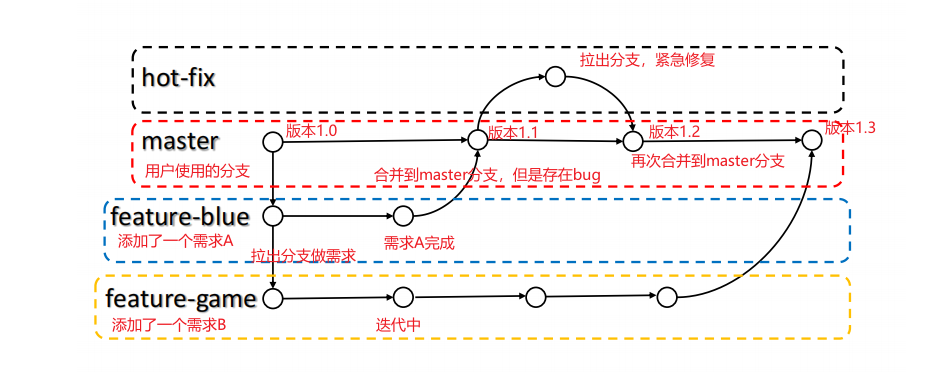 拉出分支，紧急修复
hot-fix
版本1.0
版本1.1
版本1.2
版本1.3
master
再次合并到master分支
用户使用的分支
合并到master分支，但是存在bug
feature-blue
添加了一个需求A
需求A完成
拉出分支做需求
feature-game
添加了一个需求B
迭代中